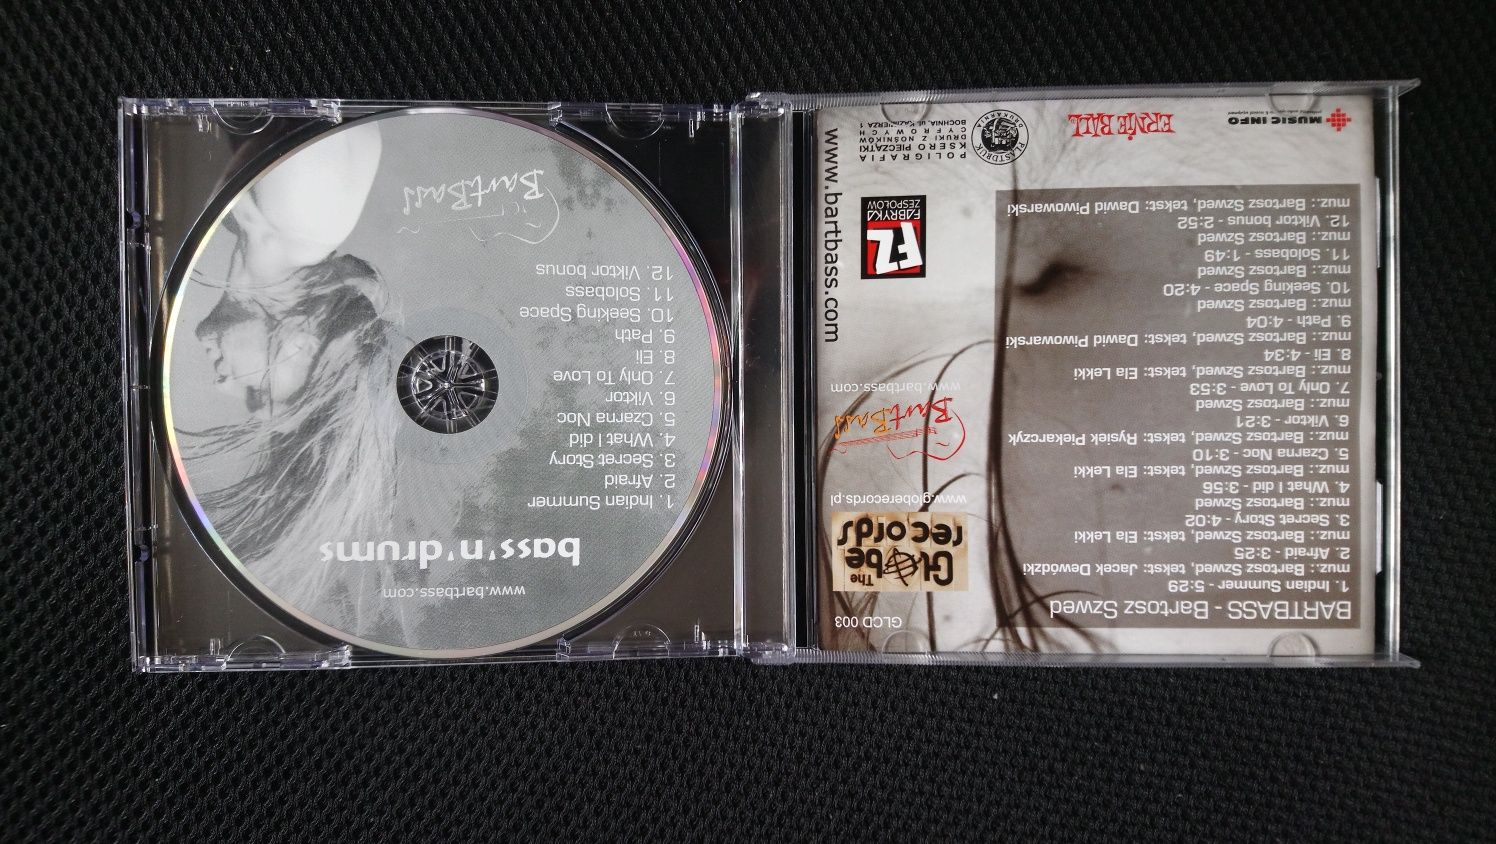 www.bartbass.com
bass'n'drums
1. Indian Summer
2. Afraid
3. Secret Story
4. What I did
5. Czarna Noc
6. Viktor
7. Only To Love
8. Eli
9. Path
10. Seeking Space
11. Solobass
12. Viktor bonus
BartBass
BARTBASS - Bartosz Szwed
1. Indian Summer - 5:29
muz.: Bartosz Szwed, tekst: Jacek Dewódzki
2. Afraid - 3:25
muz.: Bartosz Szwed, tekst: Ela Lekki
3. Secret Story - 4:02
muz.: Bartosz Szwed
4. What I did - 3:56
muz.: Bartosz Szwed, tekst: Ela Lekki
5. Czarna Noc - 3:10
muz.: Bartosz Szwed, tekst: Rysiek Piekarczyk
6. Viktor - 3:21
muz.: Bartosz Szwed
7. Only To Love - 3:53
muz.: Bartosz Szwed, tekst: Ela Lekki
8. Eli - 4:34
muz.: Bartosz Szwed, tekst: Dawid Piwowarski
9. Path - 4:04
muz.: Bartosz Szwed
10. Seeking Space - 4:20
muz.: Bartosz Szwed
11. Solobass - 1:49
muz.: Bartosz Szwed
12. Viktor bonus - 2:52
muz.: Bartosz Szwed, tekst: Dawid Piwowarski
GLCD 003
The
Globe
records
www.globerecords.pl
BartBass
www.bartbass.com
www.bartbass.com
FZ
FABRYKA
ZESPOŁÓW
PLASTDRUK
DRUKARNIA
POLIGRAFIA
KSERO PIECZĄTKI
DRUKI Z NOŚNIKÓW
CYFROWYCH
BOCHNIA, ul. KAZIMIERZA 1
ERNIE BALL
MUSIC INFO